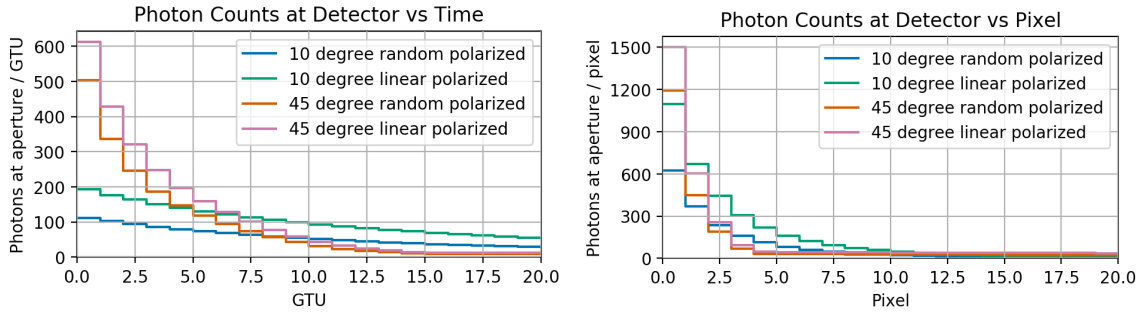 Photon Counts at Detector vs Time
Photons at aperture / GTU
600
500
400
300
200
100
0
10 degree random polarized
10 degree linear polarized
45 degree random polarized
45 degree linear polarized
0.0 2.5 5.0 7.5 10.0 12.5 15.0 17.5 20.0
GTU
Photon Counts at Detector vs Pixel
Photons at aperture / pixel
1500
1200
900
600
300
0
10 degree random polarized
10 degree linear polarized
45 degree random polarized
45 degree linear polarized
0.0 2.5 5.0 7.5 10.0 12.5 15.0 17.5 20.0
Pixel